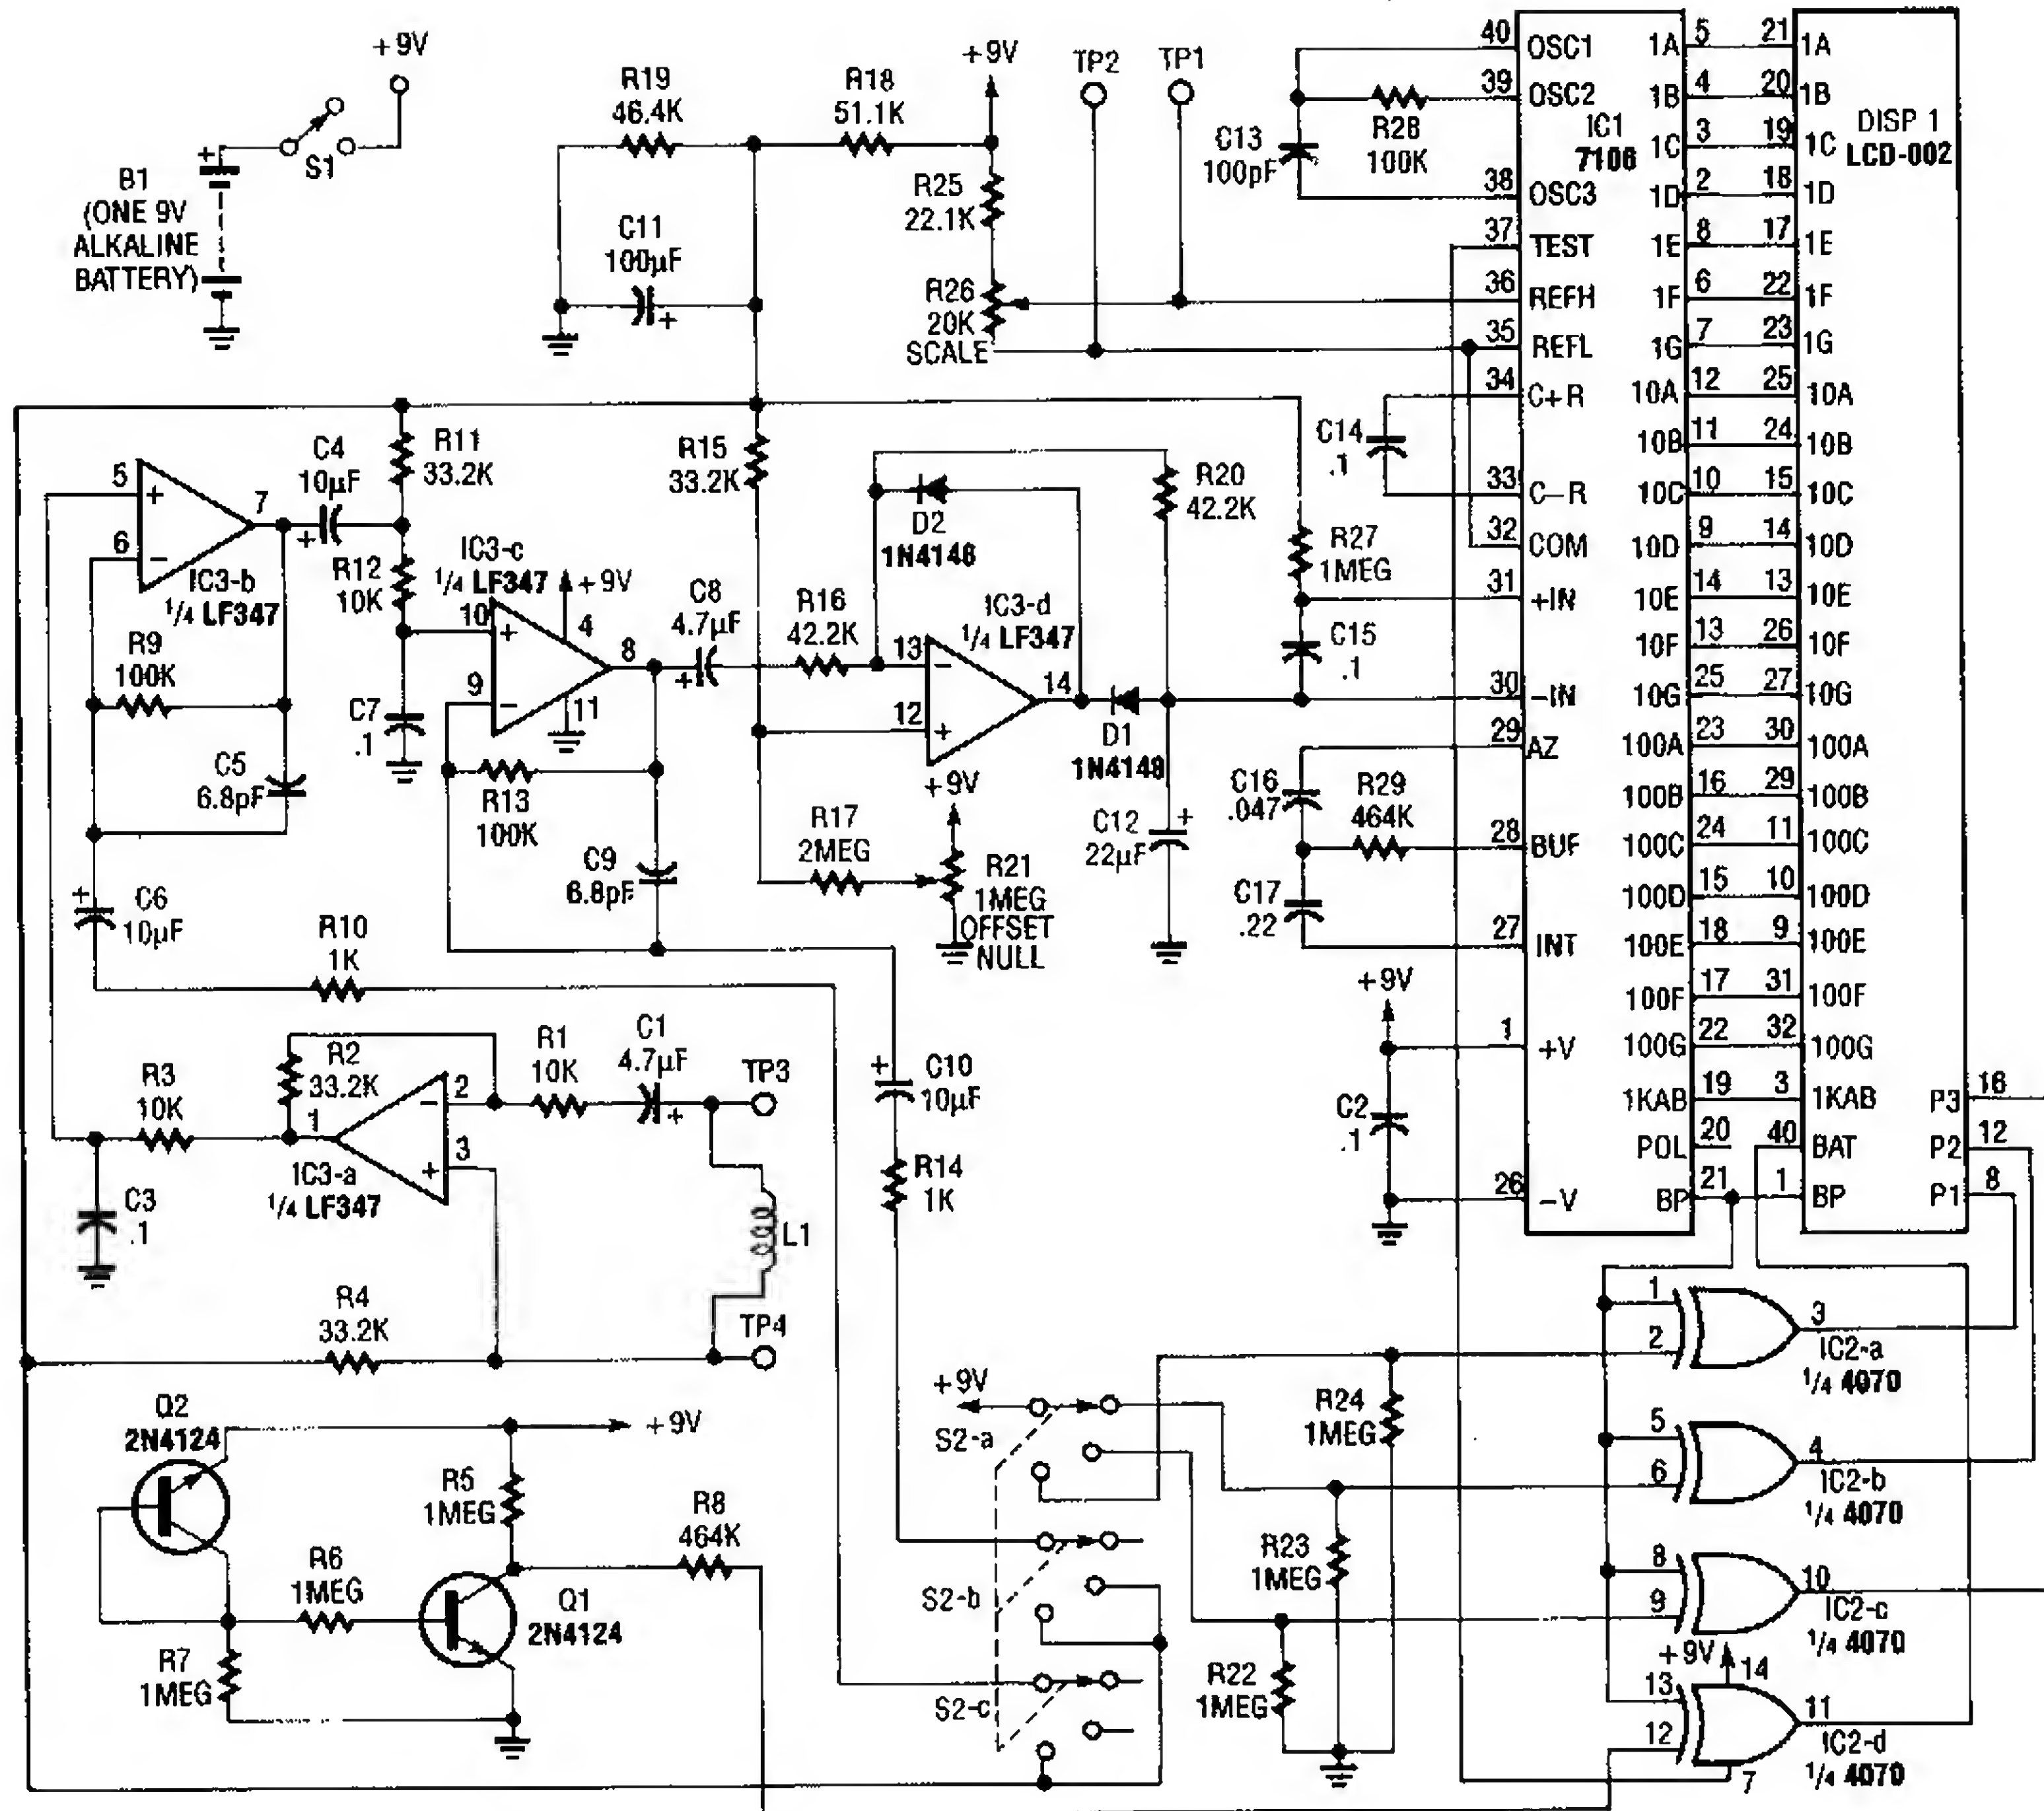 +9V
S1
+
B1
(ONE 9V
ALKALINE
BATTERY)
R19
46.4K
R18
51.1K
+9V
R25
22.1K
C11
100µF
+
R26
20K
SCALE
TP2
TP1
C13
100pF
R28
100K
IC1
7106
DISP 1
LCD-002
40 OSC1
39 OSC2
38 OSC3
37 TEST
36 REFH
35 REFL
34 C+R
33 C−R
32 COM
31 +IN
30 −IN
29 AZ
28 BUF
27 INT
1 +V
26 −V
1A 5 21 1A
1B 4 20 1B
1C 3 19 1C
1D 2 18 1D
1E 8 17 1E
1F 6 22 1F
1G 7 23 1G
10A 12 25 10A
10B 11 24 10B
10C 10 15 10C
10D 9 14 10D
10E 14 13 10E
10F 13 26 10F
10G 25 27 10G
100A 23 30 100A
100B 16 29 100B
100C 24 11 100C
100D 15 10 100D
100E 18 9 100E
100F 17 31 100F
100G 22 32 100G
1KAB 19 3 1KAB
POL 20 40 BAT
BP 21 1 BP
P3 16
P2 12
P1 8
C14
.1
R27
1MEG
C15
.1
C16
.047
R29
464K
C17
.22
+9V
C2
.1
5
+
6
−
7
IC3-b
1/4 LF347
C4
10µF
+
R11
33.2K
R12
10K
R9
100K
C5
6.8pF
C7
.1
IC3-c
1/4 LF347
+9V
10
+
4
9
−
11
8
R13
100K
C9
6.8pF
C8
4.7µF
+
R15
33.2K
R16
42.2K
D2
1N4148
R20
42.2K
IC3-d
1/4 LF347
13
−
12
+
14
D1
1N4148
R17
2MEG
+9V
R21
1MEG
OFFSET
NULL
C12
22µF
+
+
C6
10µF
R10
1K
R3
10K
R2
33.2K
R1
10K
C1
4.7µF
+
TP3
1
2
−
3
+
IC3-a
1/4 LF347
C3
.1
L1
R4
33.2K
TP4
+
C10
10µF
R14
1K
Q2
2N4124
+9V
R5
1MEG
R8
464K
R6
1MEG
Q1
2N4124
R7
1MEG
+9V
S2-a
S2-b
S2-c
R24
1MEG
R23
1MEG
R22
1MEG
1
2
3
IC2-a
1/4 4070
5
6
4
IC2-b
1/4 4070
8
9
10
IC2-c
1/4 4070
+9V
14
13
12
11
7
IC2-d
1/4 4070